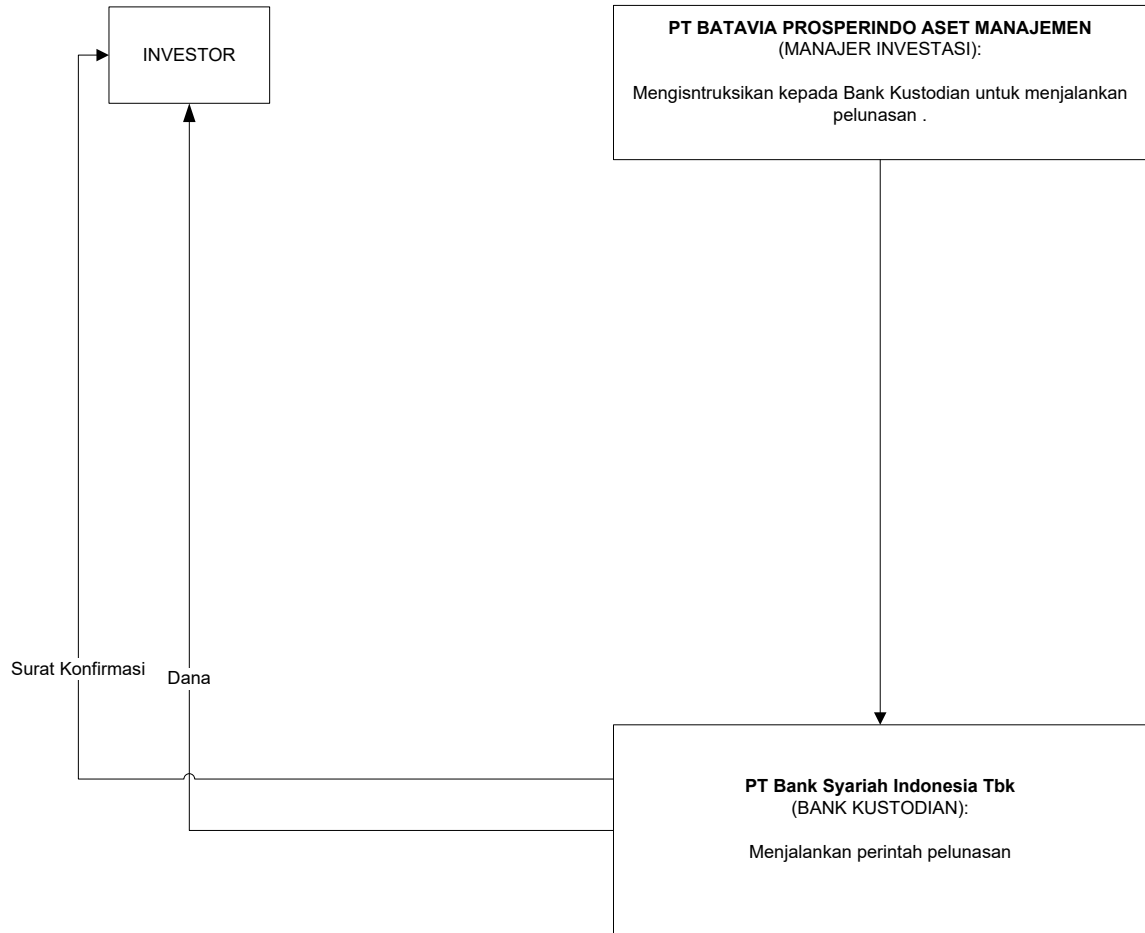 INVESTOR
PT BATAVIA PROSPERINDO ASET MANAJEMEN
(MANAJER INVESTASI):
Mengisntruksikan kepada Bank Kustodian untuk menjalankan
pelunasan .
Surat Konfirmasi
Dana
PT Bank Syariah Indonesia Tbk
(BANK KUSTODIAN):
Menjalankan perintah pelunasan